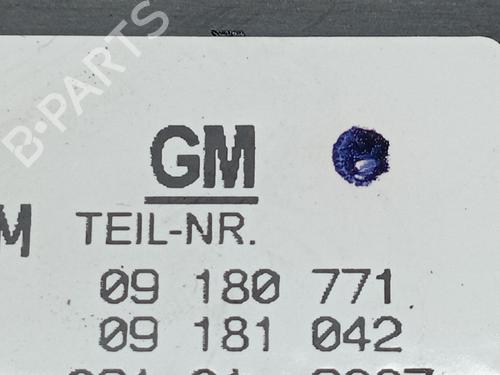 B-PARTS
GM
M TEIL-NR.
09 180 771
09 181 042